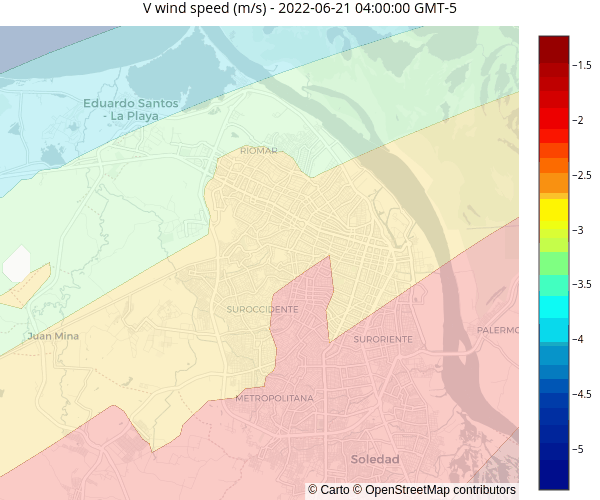 V wind speed (m/s) - 2022-06-21 04:00:00 GMT-5
−1.5
Eduardo Santos
- La Playa
−2
RIOMAR
−2.5
−3
−3.5
SUROCCIDENTE
PALERMO
Juan Mina
SURORIENTE
−4
−4.5
METROPOLITANA
−5
Soledad
© Carto © OpenStreetMap contributors